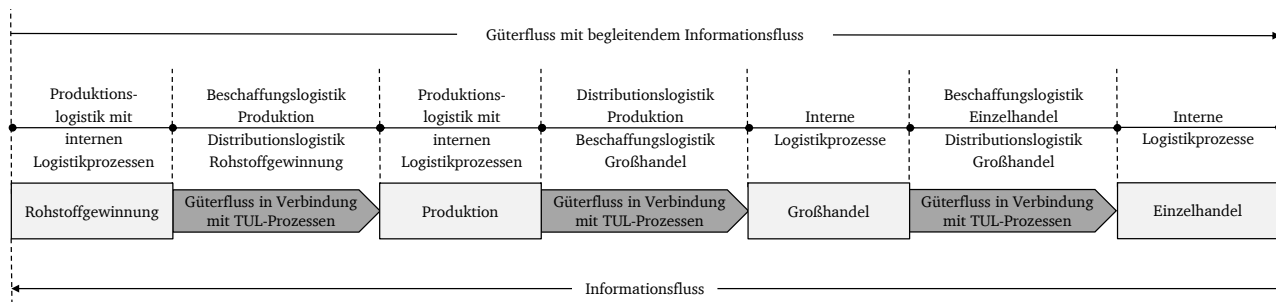 Güterfluss mit begleitendem Informationsfluss
Produktions-
logistik mit
internen
Logistikprozessen
Beschaffungslogistik
Produktion
Distributionslogistik
Rohstoffgewinnung
Produktions-
logistik mit
internen
Logistikprozessen
Distributionslogistik
Produktion
Beschaffungslogistik
Großhandel
Interne
Logistikprozesse
Beschaffungslogistik
Einzelhandel
Distributionslogistik
Großhandel
Interne
Logistikprozesse
Rohstoffgewinnung
Güterfluss in Verbindung
mit TUL-Prozessen
Produktion
Güterfluss in Verbindung
mit TUL-Prozessen
Großhandel
Güterfluss in Verbindung
mit TUL-Prozessen
Einzelhandel
Informationsfluss